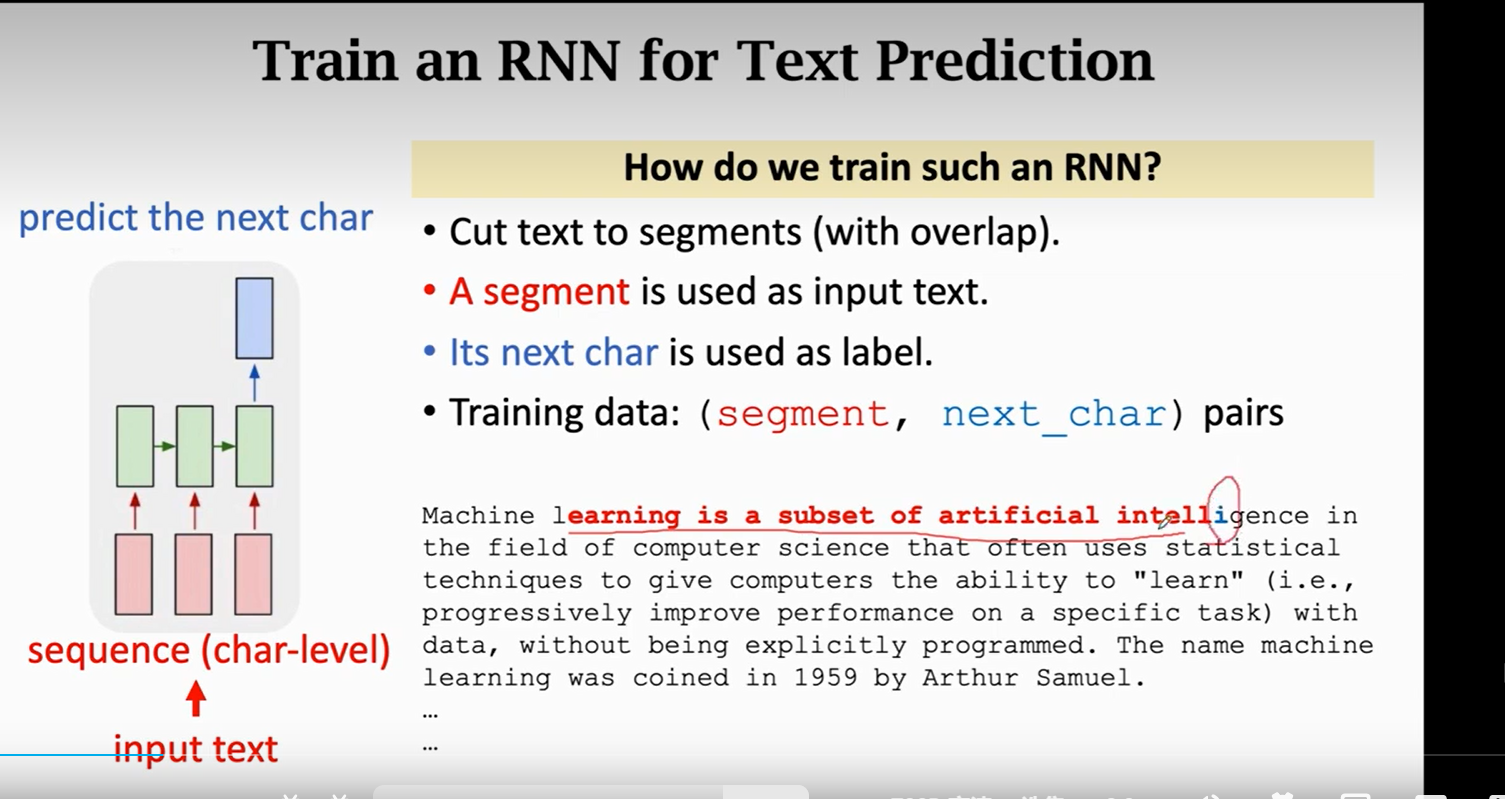 Train an RNN for Text Prediction
How do we train such an RNN?
predict the next char
• Cut text to segments (with overlap).
• A segment is used as input text.
• Its next char is used as label.
• Training data: (segment, next_char) pairs
Machine learning is a subset of artificial intelligence in
the field of computer science that often uses statistical
techniques to give computers the ability to "learn" (i.e.,
progressively improve performance on a specific task) with
data, without being explicitly programmed. The name machine
learning was coined in 1959 by Arthur Samuel.
…
…
sequence (char-level)
input text